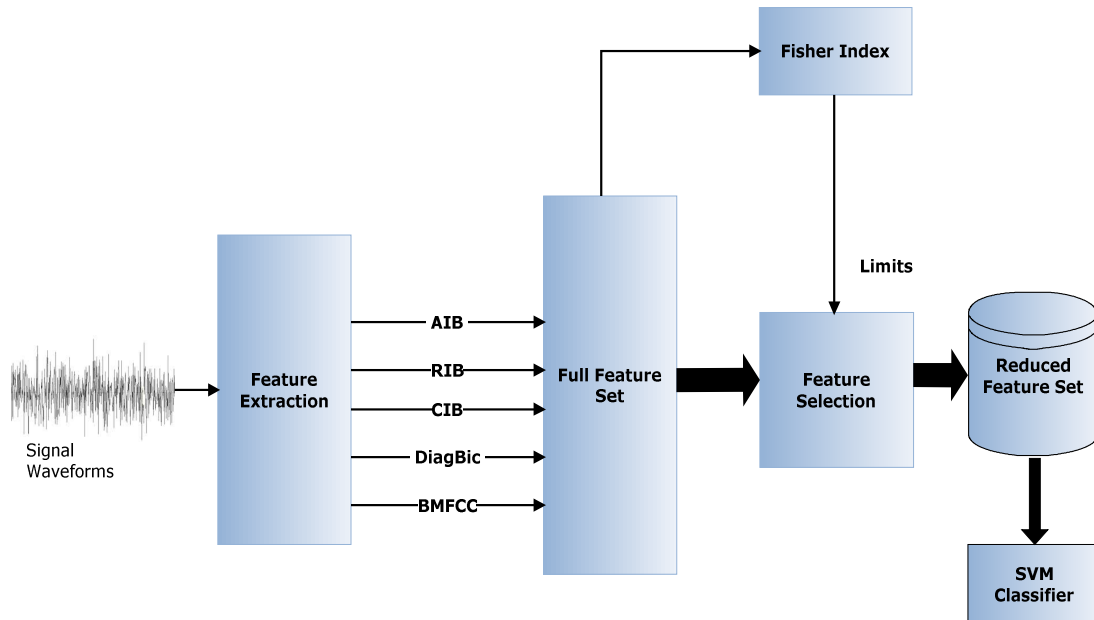 Fisher Index
Limits
AIB
RIB
CIB
DiagBic
BMFCC
Feature
Extraction
Full Feature
Set
Feature
Selection
Reduced
Feature Set
Signal
Waveforms
SVM
Classifier